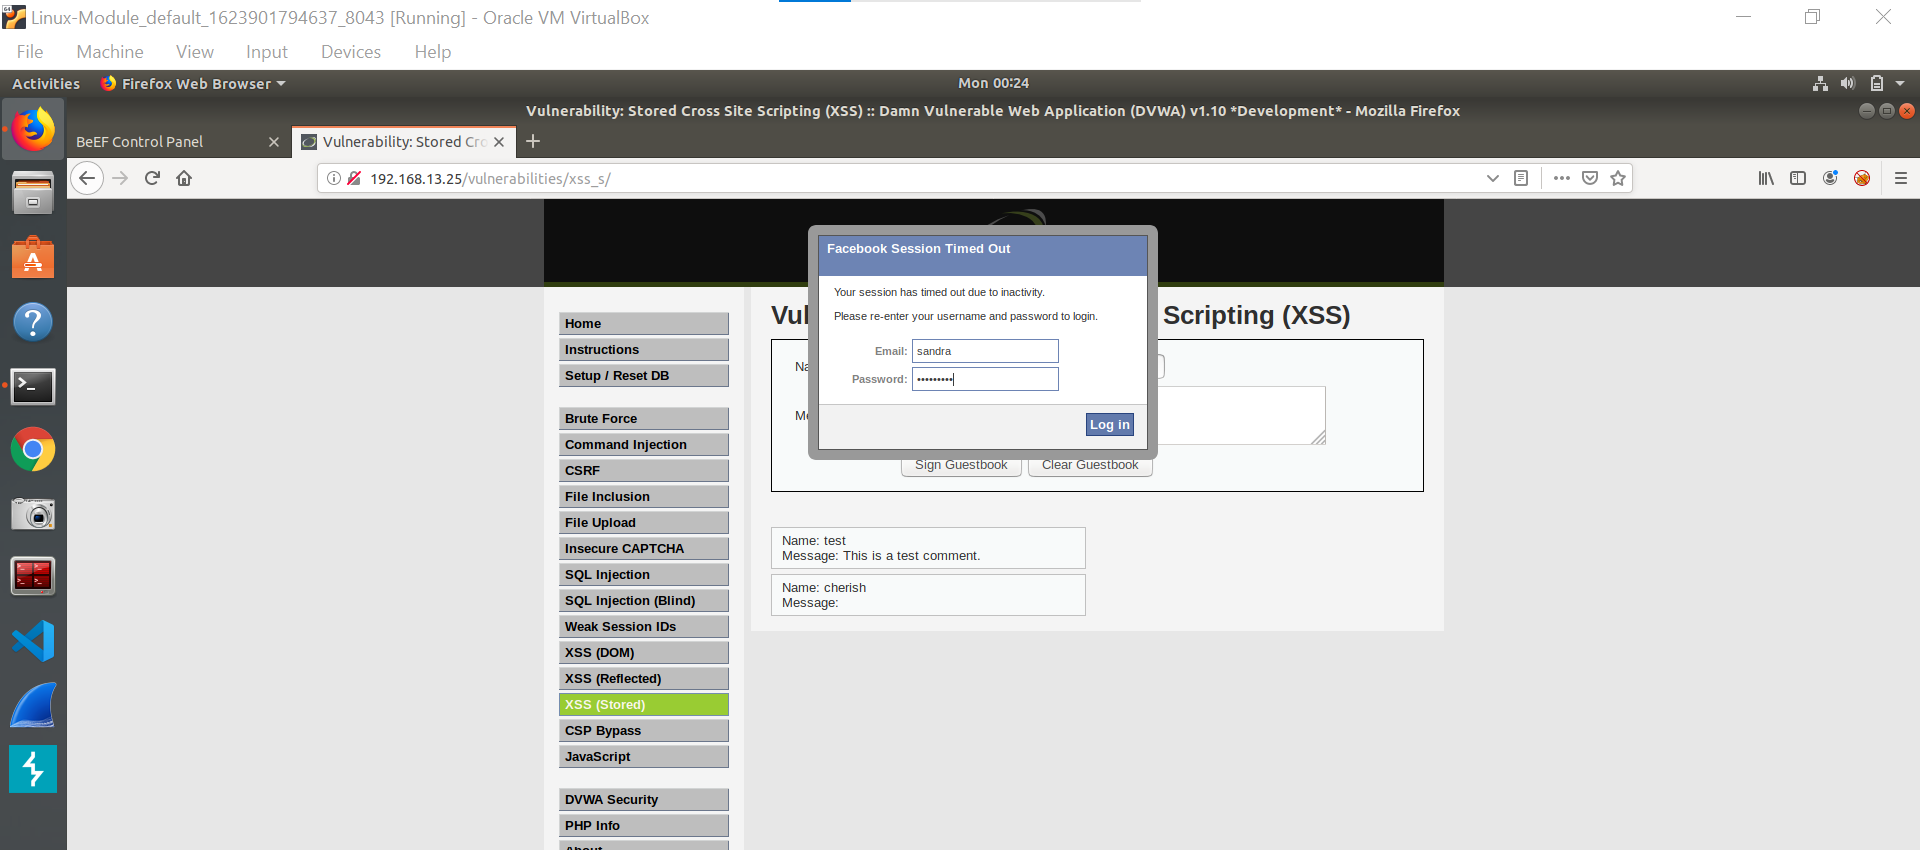 Linux-Module_default_1623901794637_8043 [Running] - Oracle VM VirtualBox
File Machine View Input Devices Help
Activities Firefox Web Browser Mon 00:24
Vulnerability: Stored Cross Site Scripting (XSS) :: Damn Vulnerable Web Application (DVWA) v1.10 *Development* - Mozilla Firefox
BeEF Control Panel
Vulnerability: Stored Cro
192.168.13.25/vulnerabilities/xss_s/
Home
Instructions
Setup / Reset DB
Brute Force
Command Injection
CSRF
File Inclusion
File Upload
Insecure CAPTCHA
SQL Injection
SQL Injection (Blind)
Weak Session IDs
XSS (DOM)
XSS (Reflected)
XSS (Stored)
CSP Bypass
JavaScript
DVWA Security
PHP Info
About
Facebook Session Timed Out
Your session has timed out due to inactivity.
Please re-enter your username and password to login.
Email: sandra
Password: •••••••••
Log in
Vul Scripting (XSS)
Na
Me
Sign Guestbook Clear Guestbook
Name: test
Message: This is a test comment.
Name: cherish
Message: